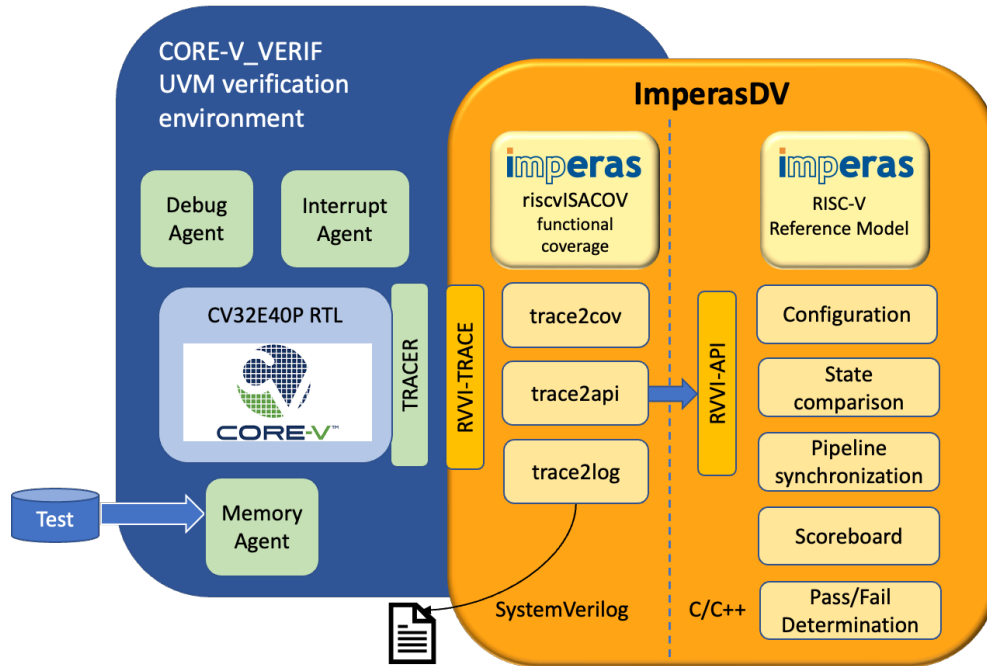 CORE-V_VERIF
UVM verification
environment
ImperasDV
Debug
Agent
Interrupt
Agent
imperas
riscvISACOV
functional
coverage
imperas
RISC-V
Reference Model
CV32E40P RTL
CORE-V™
TRACER
RVVI-TRACE
trace2cov
trace2api
trace2log
RVVI-API
Configuration
State
comparison
Pipeline
synchronization
Scoreboard
Pass/Fail
Determination
Test
Memory
Agent
SystemVerilog
C/C++